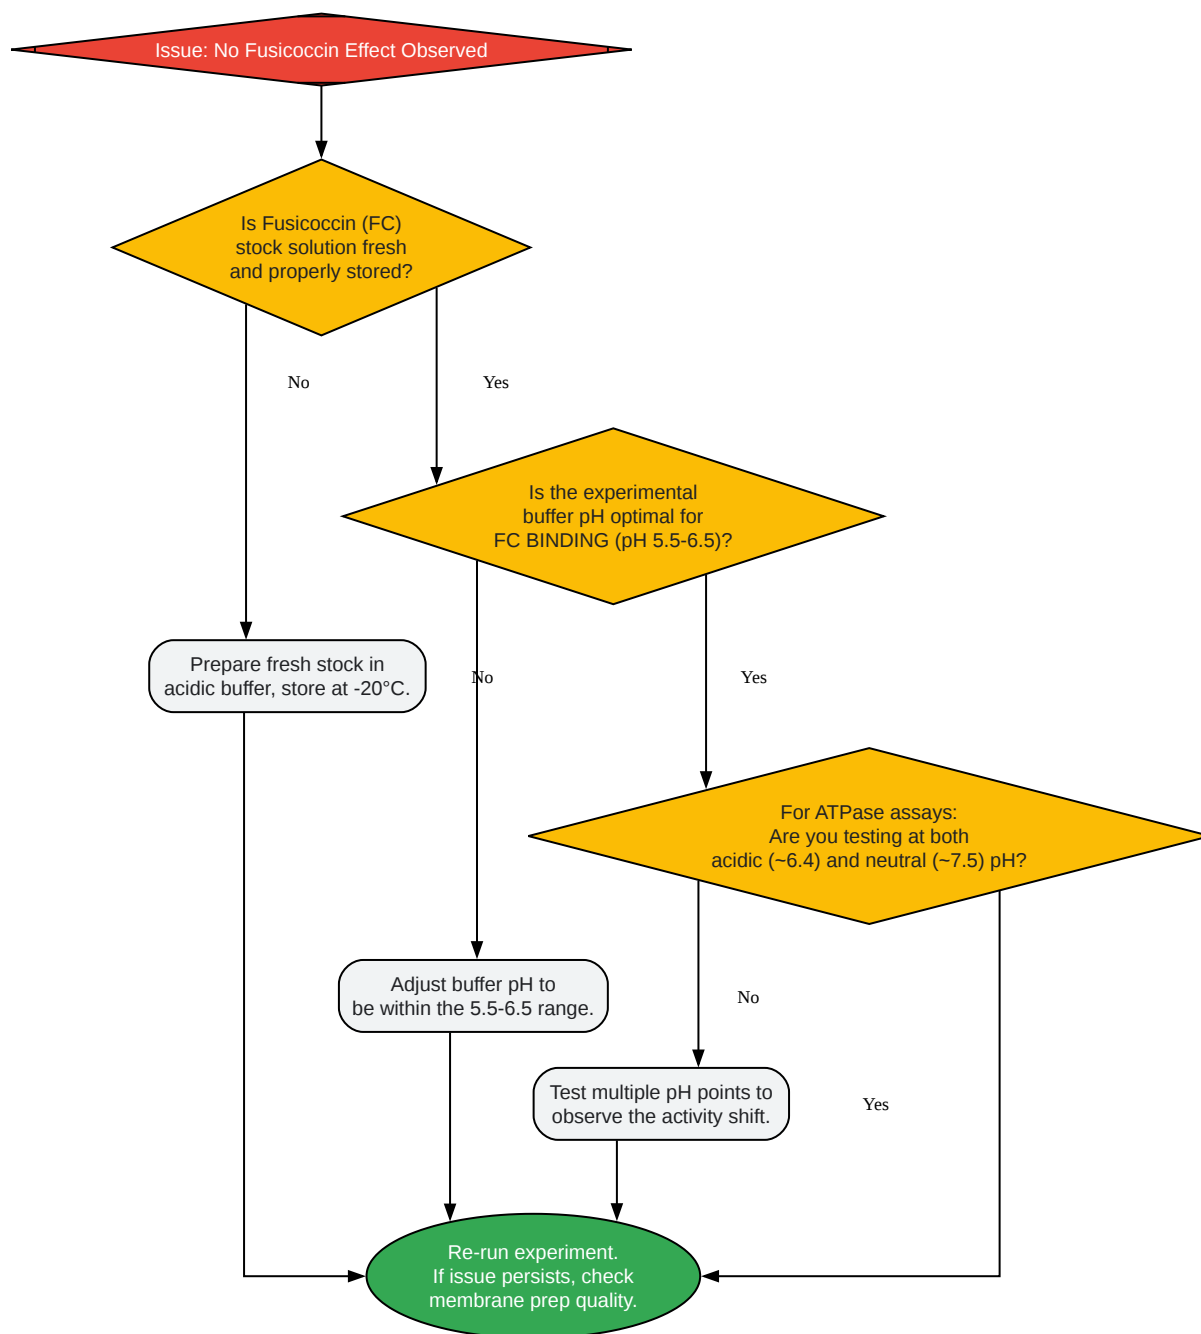 Issue: No Fusicoccin Effect Observed
Is Fusicoccin (FC)
stock solution fresh
and properly stored?
No
Yes
Is the experimental
buffer pH optimal for
FC BINDING (pH 5.5-6.5)?
Prepare fresh stock in
acidic buffer, store at -20°C.
No
Yes
For ATPase assays:
Are you testing at both
acidic (~6.4) and neutral (~7.5) pH?
Adjust buffer pH to
be within the 5.5-6.5 range.
No
Test multiple pH points to
observe the activity shift.
Yes
Re-run experiment.
If issue persists, check
membrane prep quality.